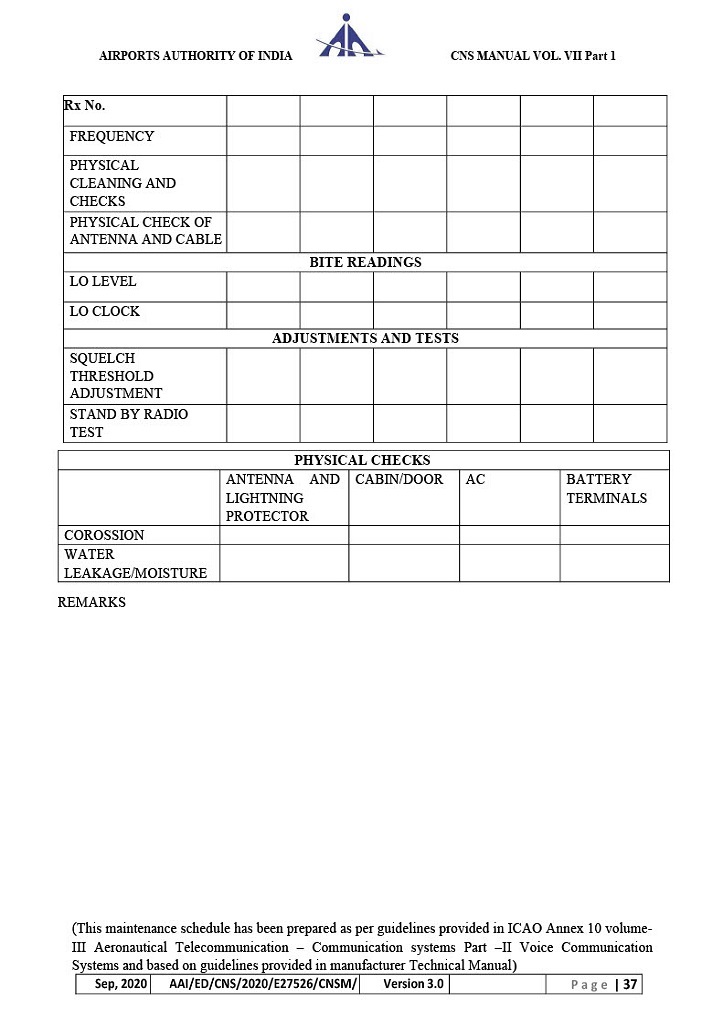 AIRPORTS AUTHORITY OF INDIA CNS MANUAL VOL. VII Part 1
Rx No.
FREQUENCY
PHYSICAL
CLEANING AND
CHECKS
PHYSICAL CHECK OF
ANTENNA AND CABLE
BITE READINGS
LO LEVEL
LO CLOCK
ADJUSTMENTS AND TESTS
SQUELCH
THRESHOLD
ADJUSTMENT
STAND BY RADIO
TEST
PHYSICAL CHECKS
ANTENNA AND CABIN/DOOR AC BATTERY
LIGHTNING TERMINALS
PROTECTOR
COROSSION
WATER
LEAKAGE/MOISTURE
REMARKS
(This maintenance schedule has been prepared as per guidelines provided in ICAO Annex 10 volume-
III Aeronautical Telecommunication – Communication systems Part –II Voice Communication
Systems and based on guidelines provided in manufacturer Technical Manual)
Sep, 2020 AAI/ED/CNS/2020/E27526/CNSM/ Version 3.0 Page | 37